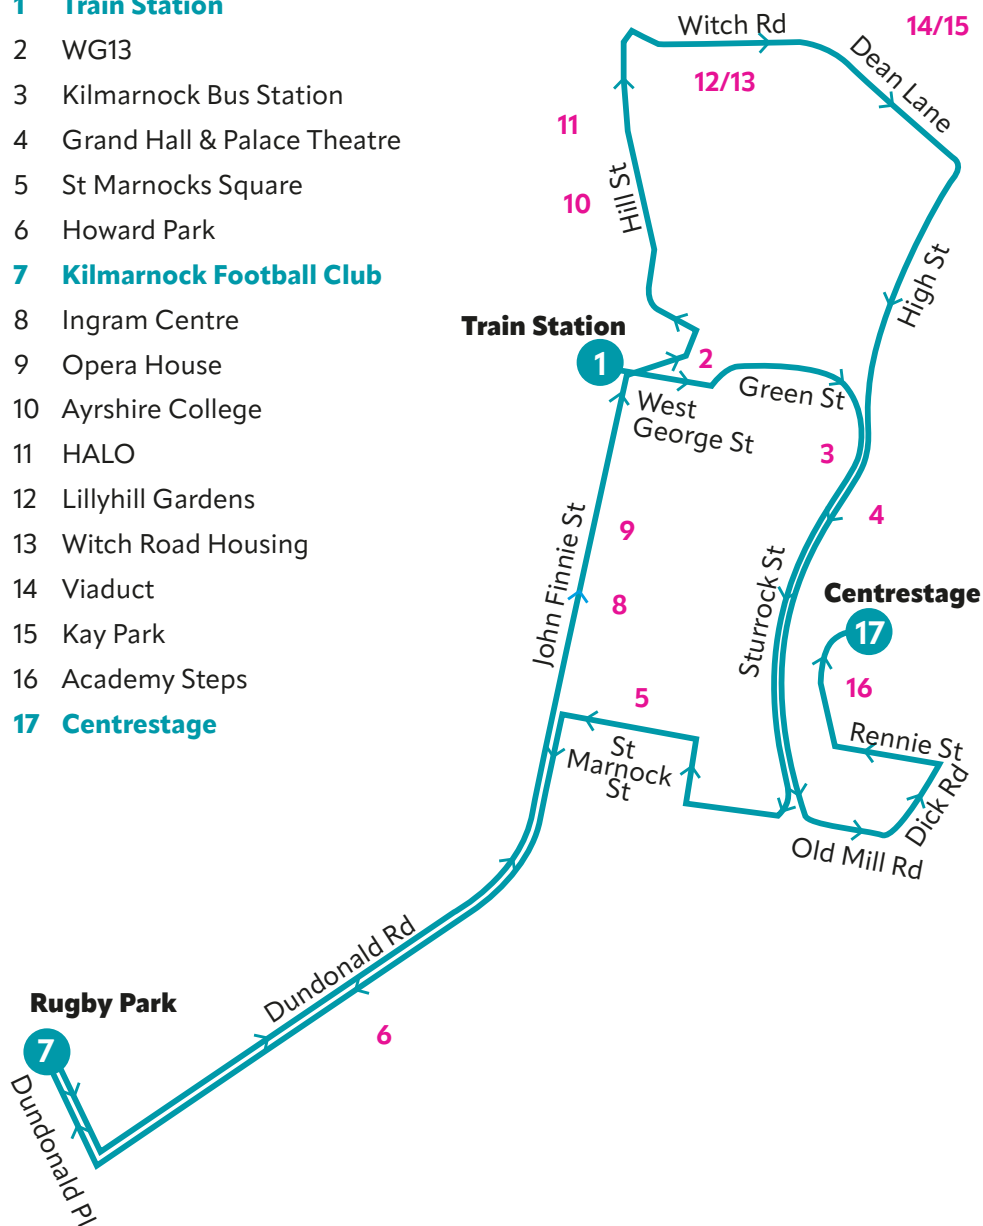 1 Train Station
2 WG13
3 Kilmarnock Bus Station
4 Grand Hall & Palace Theatre
5 St Marnocks Square
6 Howard Park
7 Kilmarnock Football Club
8 Ingram Centre
9 Opera House
10 Ayrshire College
11 HALO
12 Lillyhill Gardens
13 Witch Road Housing
14 Viaduct
15 Kay Park
16 Academy Steps
17 Centrestage
Witch Rd
14/15
12/13
Dean Lane
11
10
Hill St
High St
Train Station
1
2
West
George St
Green St
3
4
9
John Finnie St
8
Sturrock St
Centrestage
17
16
5
St
Marnock
St
Rennie St
Dick Rd
Old Mill Rd
Dundonald Rd
6
Rugby Park
7
Dundonald Pl